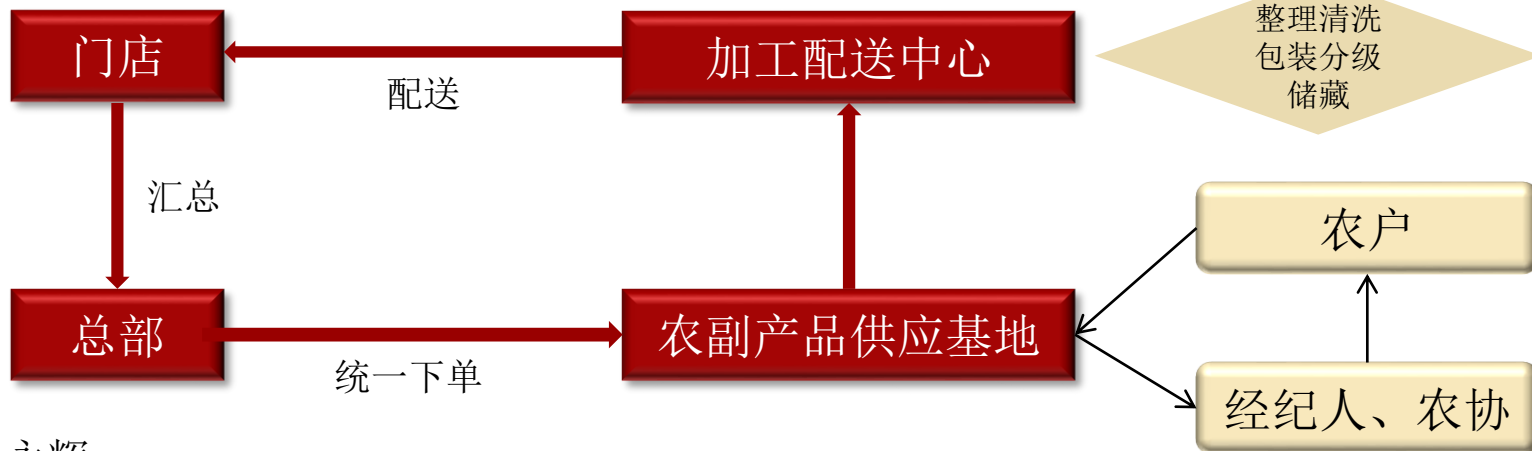 门店
配送
加工配送中心
整理清洗
包装分级
储藏
汇总
农户
总部
统一下单
农副产品供应基地
经纪人、农协